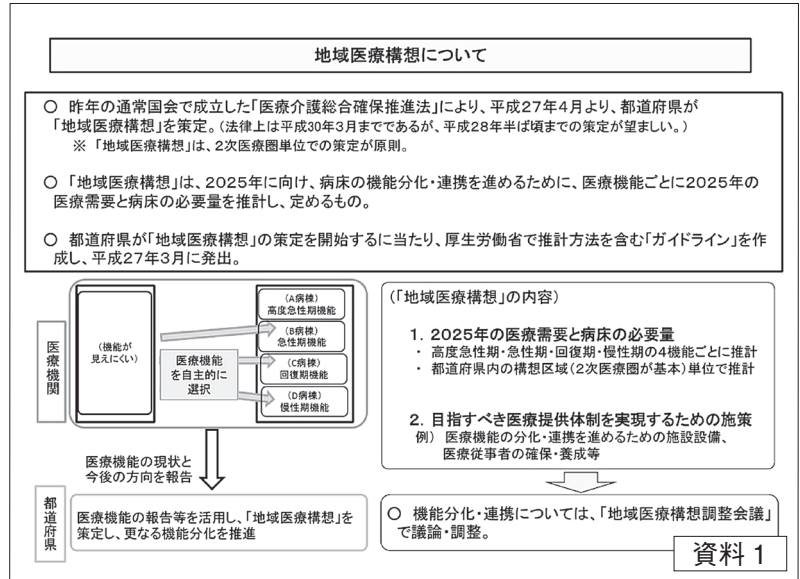 地域医療構想について
○ 昨年の通常国会で成立した「医療介護総合確保推進法」により、平成27年4月より、都道府県が
「地域医療構想」を策定。(法律上は平成30年3月までであるが、平成28年半ば頃までの策定が望ましい。)
※ 「地域医療構想」は、2次医療圏単位での策定が原則。
○ 「地域医療構想」は、2025年に向け、病床の機能分化・連携を進めるために、医療機能ごとに2025年の
医療需要と病床の必要量を推計し、定めるもの。
○ 都道府県が「地域医療構想」の策定を開始するに当たり、厚生労働省で推計方法を含む「ガイドライン」を作
成し、平成27年3月に発出。
医療機関
(機能が
見えにくい)
医療機能
を自主的に
選択
(A病棟)
高度急性期機能
(B病棟)
急性期機能
(C病棟)
回復期機能
(D病棟)
慢性期機能
医療機能の現状と
今後の方向を報告
都道府県
医療機能の報告等を活用し、「地域医療構想」を
策定し、更なる機能分化を推進
(「地域医療構想」の内容)
1.2025年の医療需要と病床の必要量
・ 高度急性期・急性期・回復期・慢性期の4機能ごとに推計
・ 都道府県内の構想区域(2次医療圏が基本)単位で推計
2.目指すべき医療提供体制を実現するための施策
例) 医療機能の分化・連携を進めるための施設設備、
医療従事者の確保・養成等
○ 機能分化・連携については、「地域医療構想調整会議」
で議論・調整。
資料1